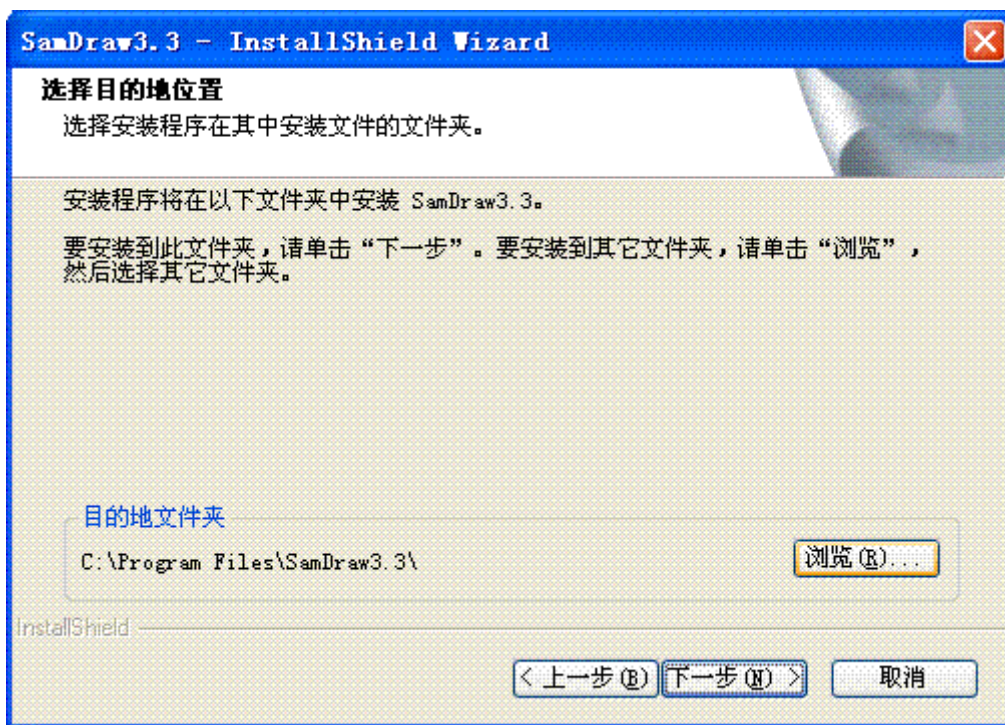 SamDraw3.3 - InstallShield Wizard
选择目的地位置
选择安装程序在其中安装文件的文件夹。
安装程序将在以下文件夹中安装 SamDraw3.3。
要安装到此文件夹，请单击“下一步”。要安装到其它文件夹，请单击“浏览”，
然后选择其它文件夹。
目的地文件夹
C:\Program Files\SamDraw3.3\
浏览(R)...
InstallShield
< 上一步(B)
下一步(N) >
取消